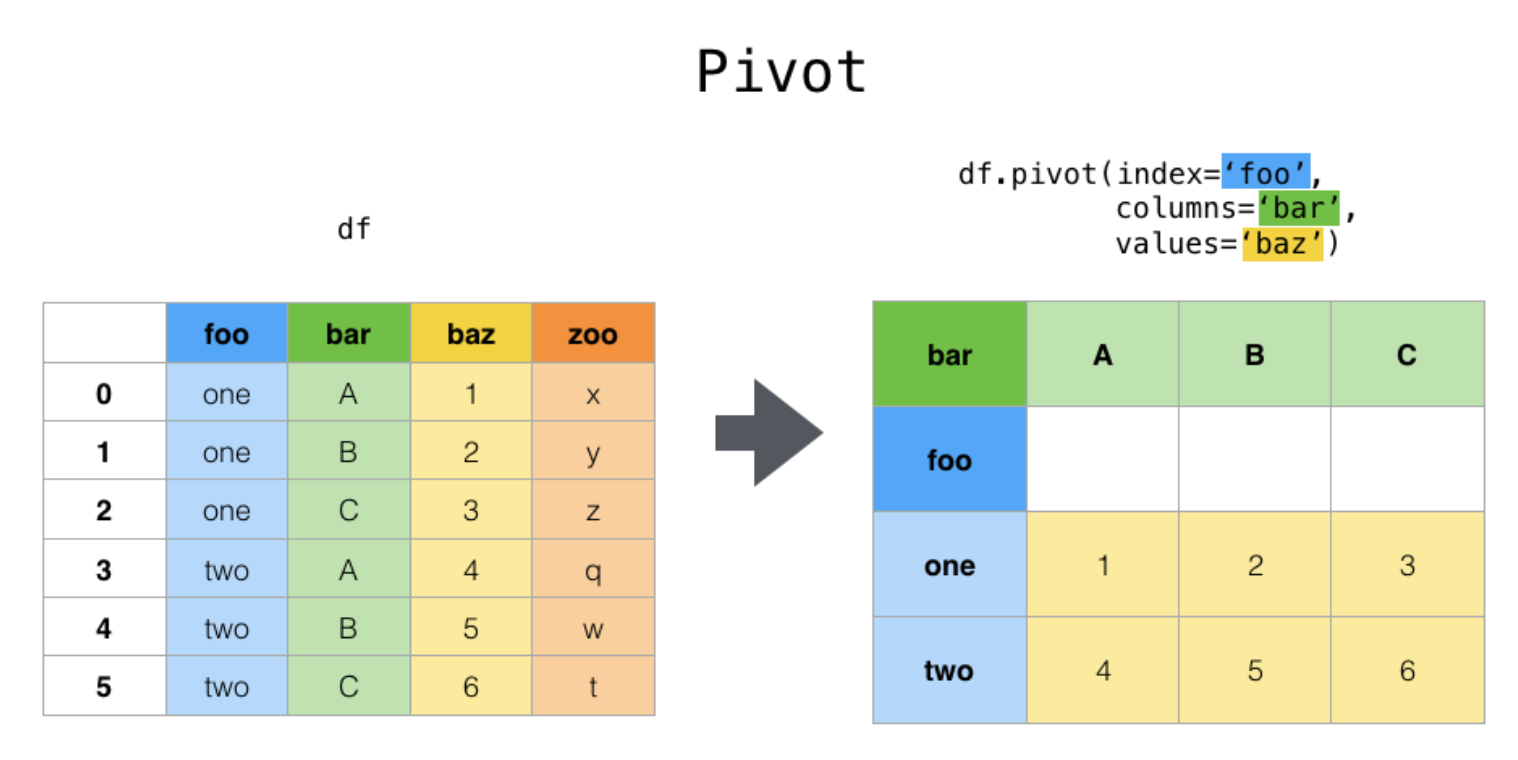 Pivot
df
df.pivot(index=‘foo’,
columns=‘bar’,
values=‘baz’)
foo bar baz zoo
0 one A 1 x
1 one B 2 y
2 one C 3 z
3 two A 4 q
4 two B 5 w
5 two C 6 t
bar A B C
foo
one 1 2 3
two 4 5 6